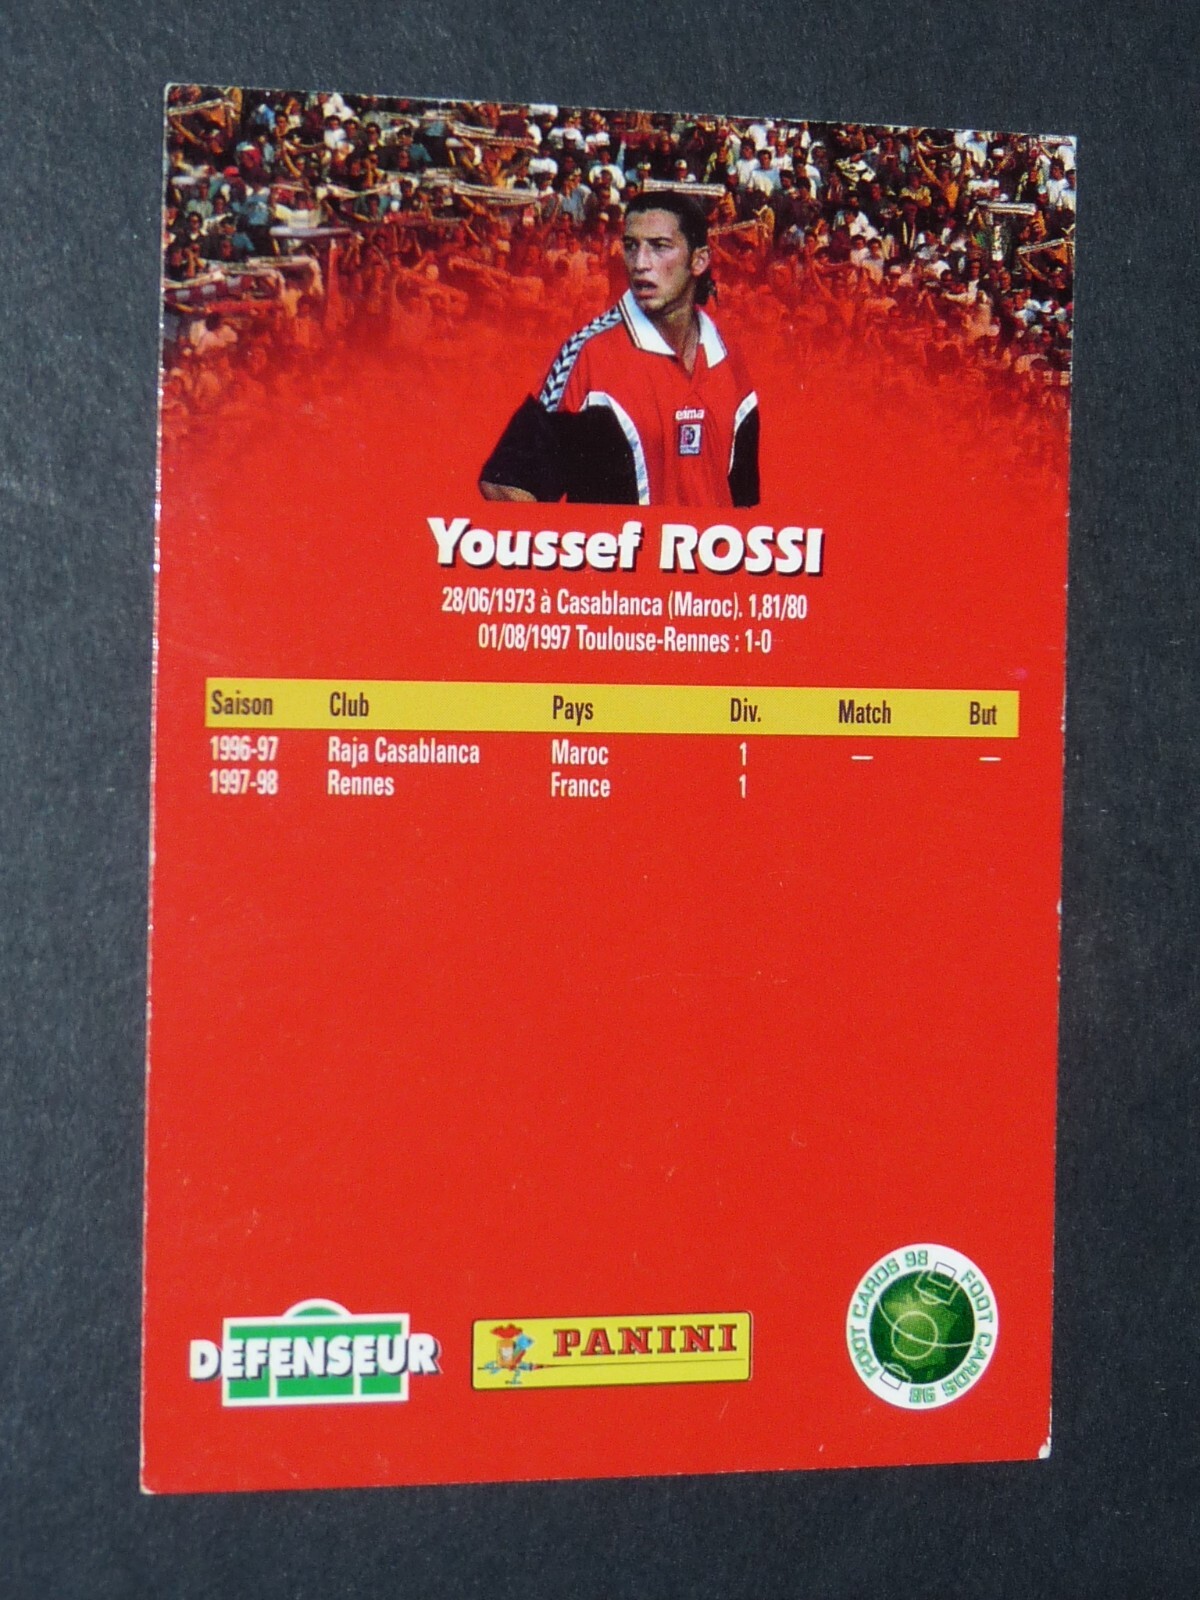 erima
Youssef ROSSI
28/06/1973 à Casablanca (Maroc). 1,81/80
01/08/1997 Toulouse-Rennes : 1-0
Saison Club Pays Div. Match But
1996-97 Raja Casablanca Maroc 1 — —
1997-98 Rennes France 1
DEFENSEUR
PANINI
FOOT CARDS 98 FOOT CARDS 98